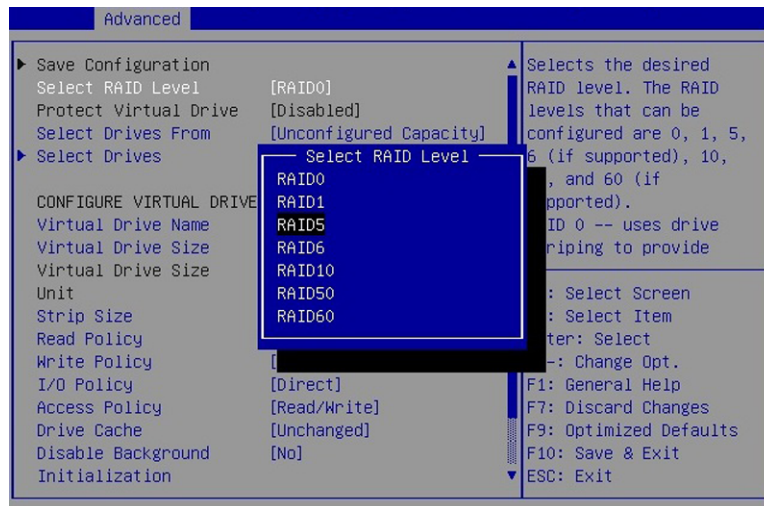 Advanced
Save Configuration
Select RAID Level [RAID0]
Protect Virtual Drive [Disabled]
Select Drives From [Unconfigured Capacity]
Select Drives
CONFIGURE VIRTUAL DRIVE
Virtual Drive Name
Virtual Drive Size
Virtual Drive Size
Unit
Strip Size
Read Policy
Write Policy [
I/O Policy [Direct]
Access Policy [Read/Write]
Drive Cache [Unchanged]
Disable Background [No]
Initialization
Select RAID Level
RAID0
RAID1
RAID5
RAID6
RAID10
RAID50
RAID60
Selects the desired
RAID level. The RAID
levels that can be
configured are 0, 1, 5,
6 (if supported), 10,
, and 60 (if
pported).
ID 0 -- uses drive
riping to provide
: Select Screen
: Select Item
ter: Select
-: Change Opt.
F1: General Help
F7: Discard Changes
F9: Optimized Defaults
F10: Save & Exit
ESC: Exit